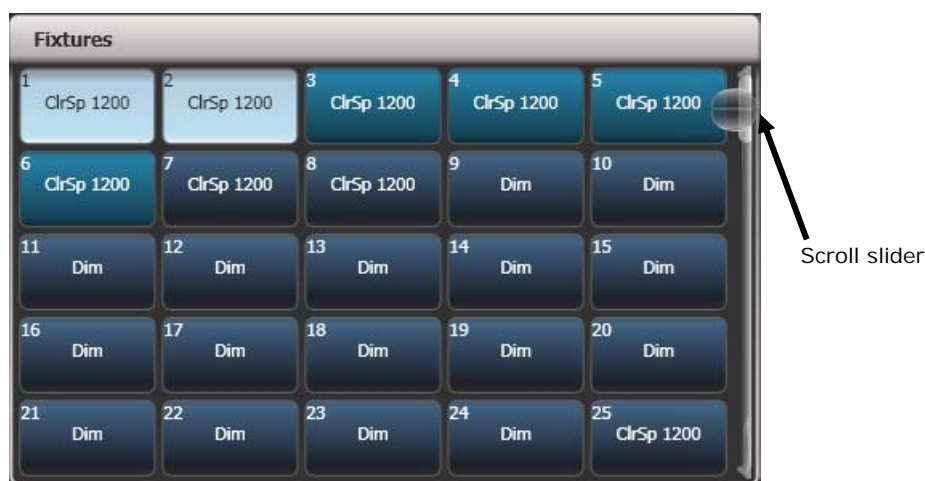 Fixtures
1 ClrSp 1200
2 ClrSp 1200
3 ClrSp 1200
4 ClrSp 1200
5 ClrSp 1200
6 ClrSp 1200
7 ClrSp 1200
8 ClrSp 1200
9 Dim
10 Dim
11 Dim
12 Dim
13 Dim
14 Dim
15 Dim
Scroll slider
16 Dim
17 Dim
18 Dim
19 Dim
20 Dim
21 Dim
22 Dim
23 Dim
24 Dim
25 ClrSp 1200